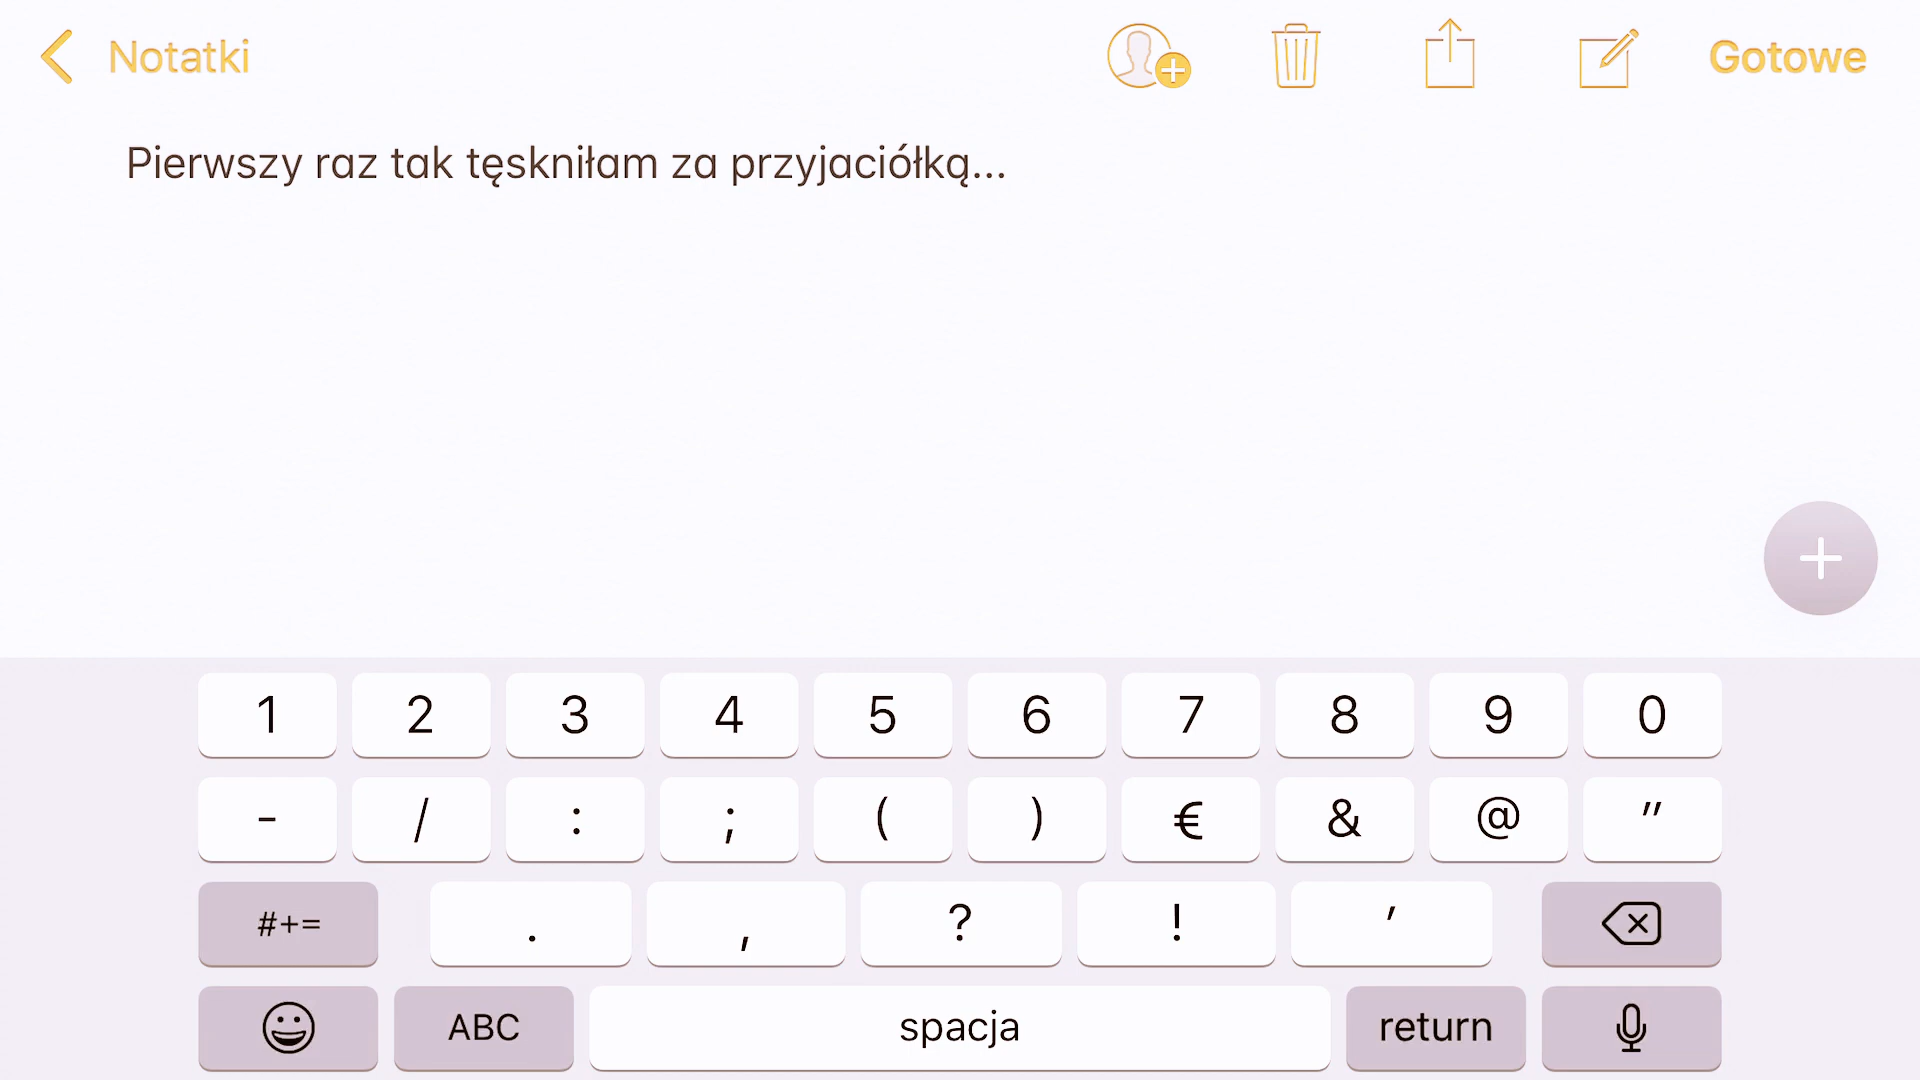 Notatki
Gotowe
Pierwszy raz tak tęskniłam za przyjaciółką...
1 2 3 4 5 6 7 8 9 0
- / : ; ( ) € & @ "
#+= . , ? ! '
ABC spacja return